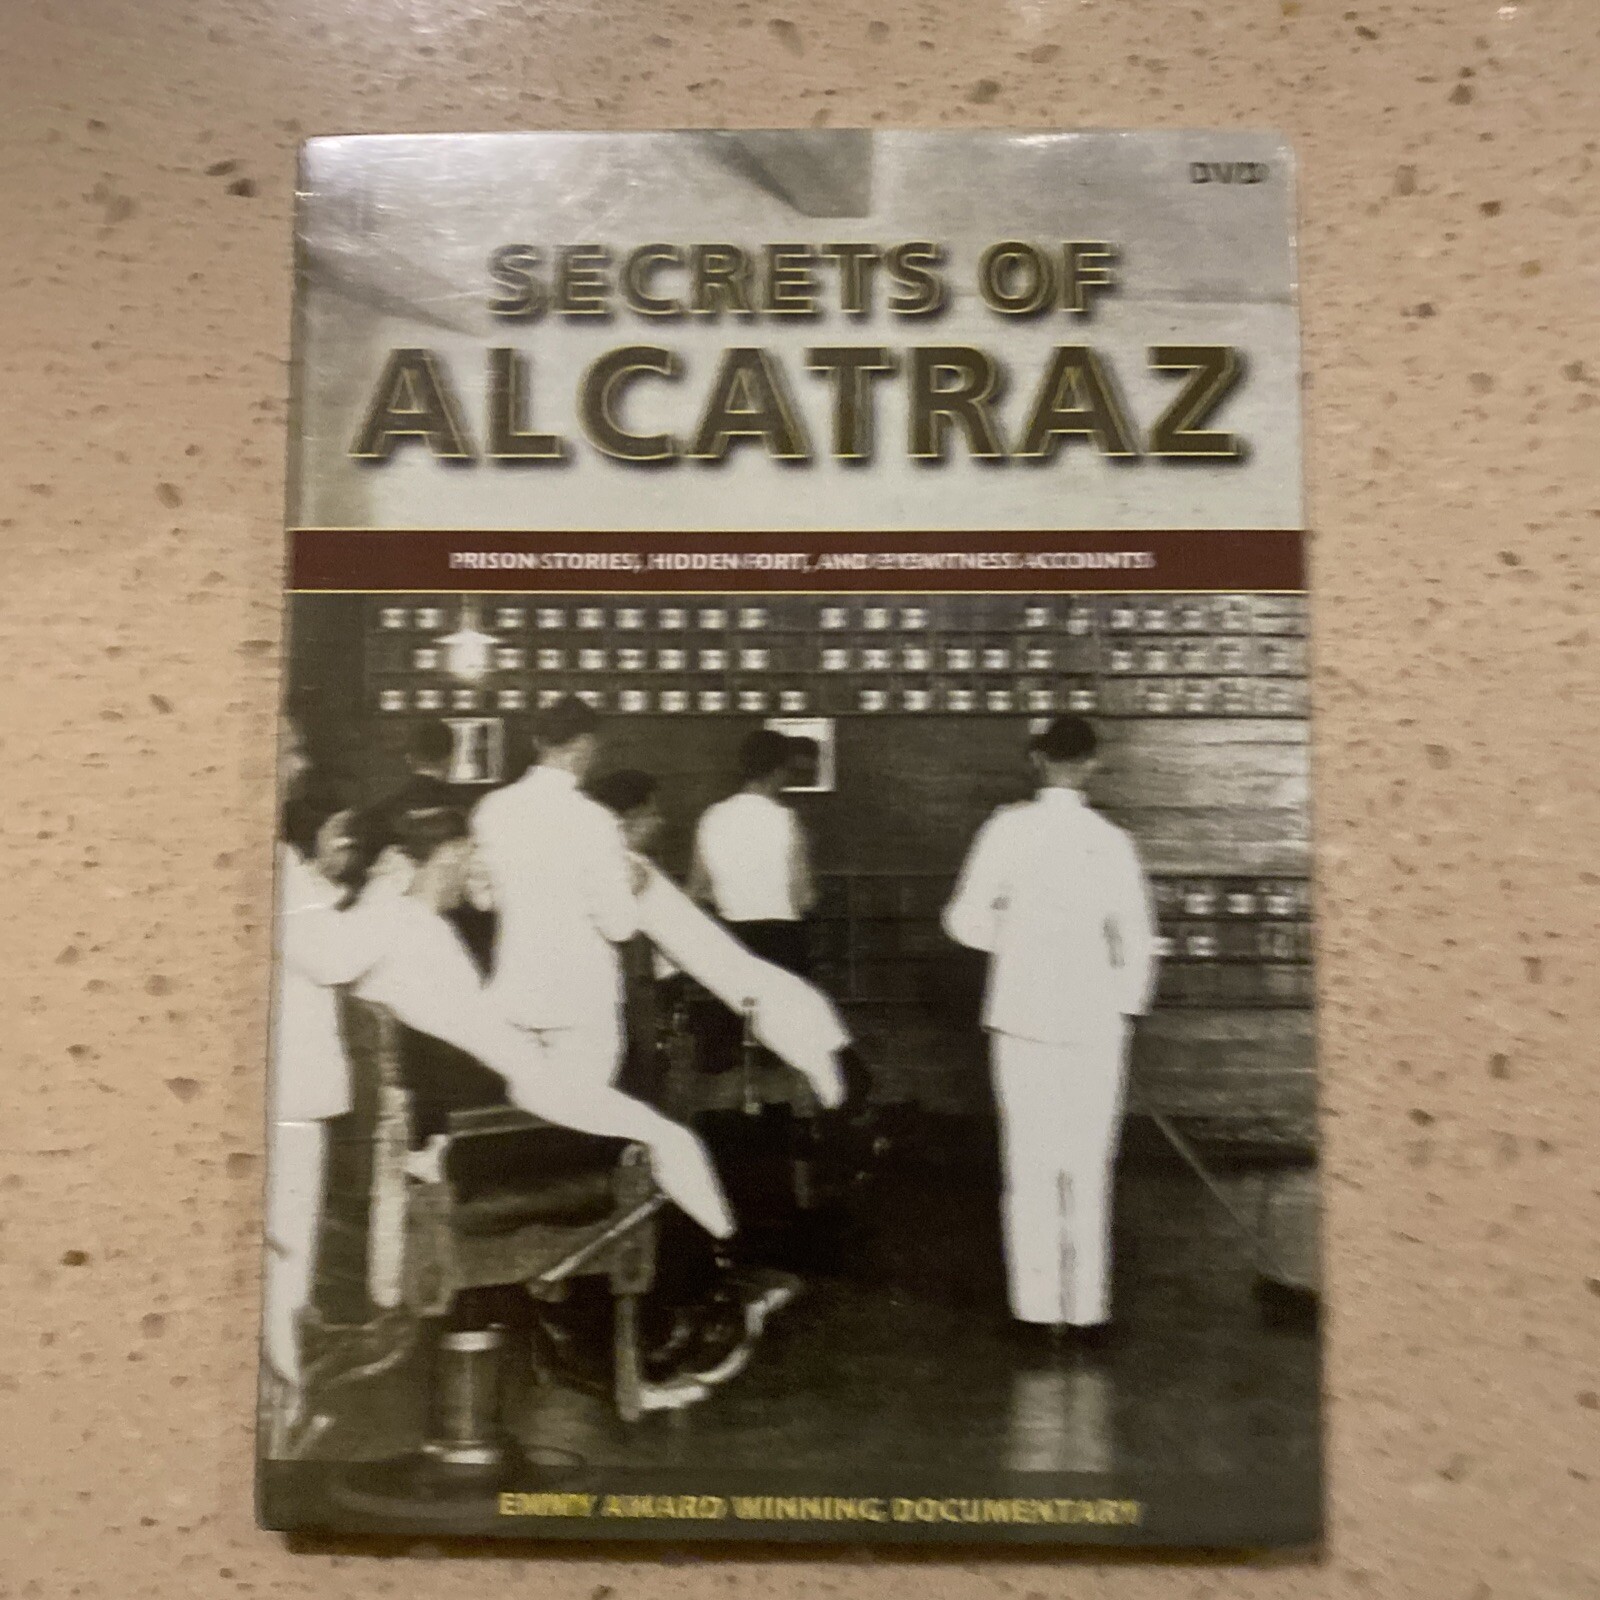 DVD
SECRETS OF
ALCATRAZ
PRISON STORIES, HIDDEN FORT, AND EYEWITNESS ACCOUNTS
EMMY AWARD WINNING DOCUMENTARY